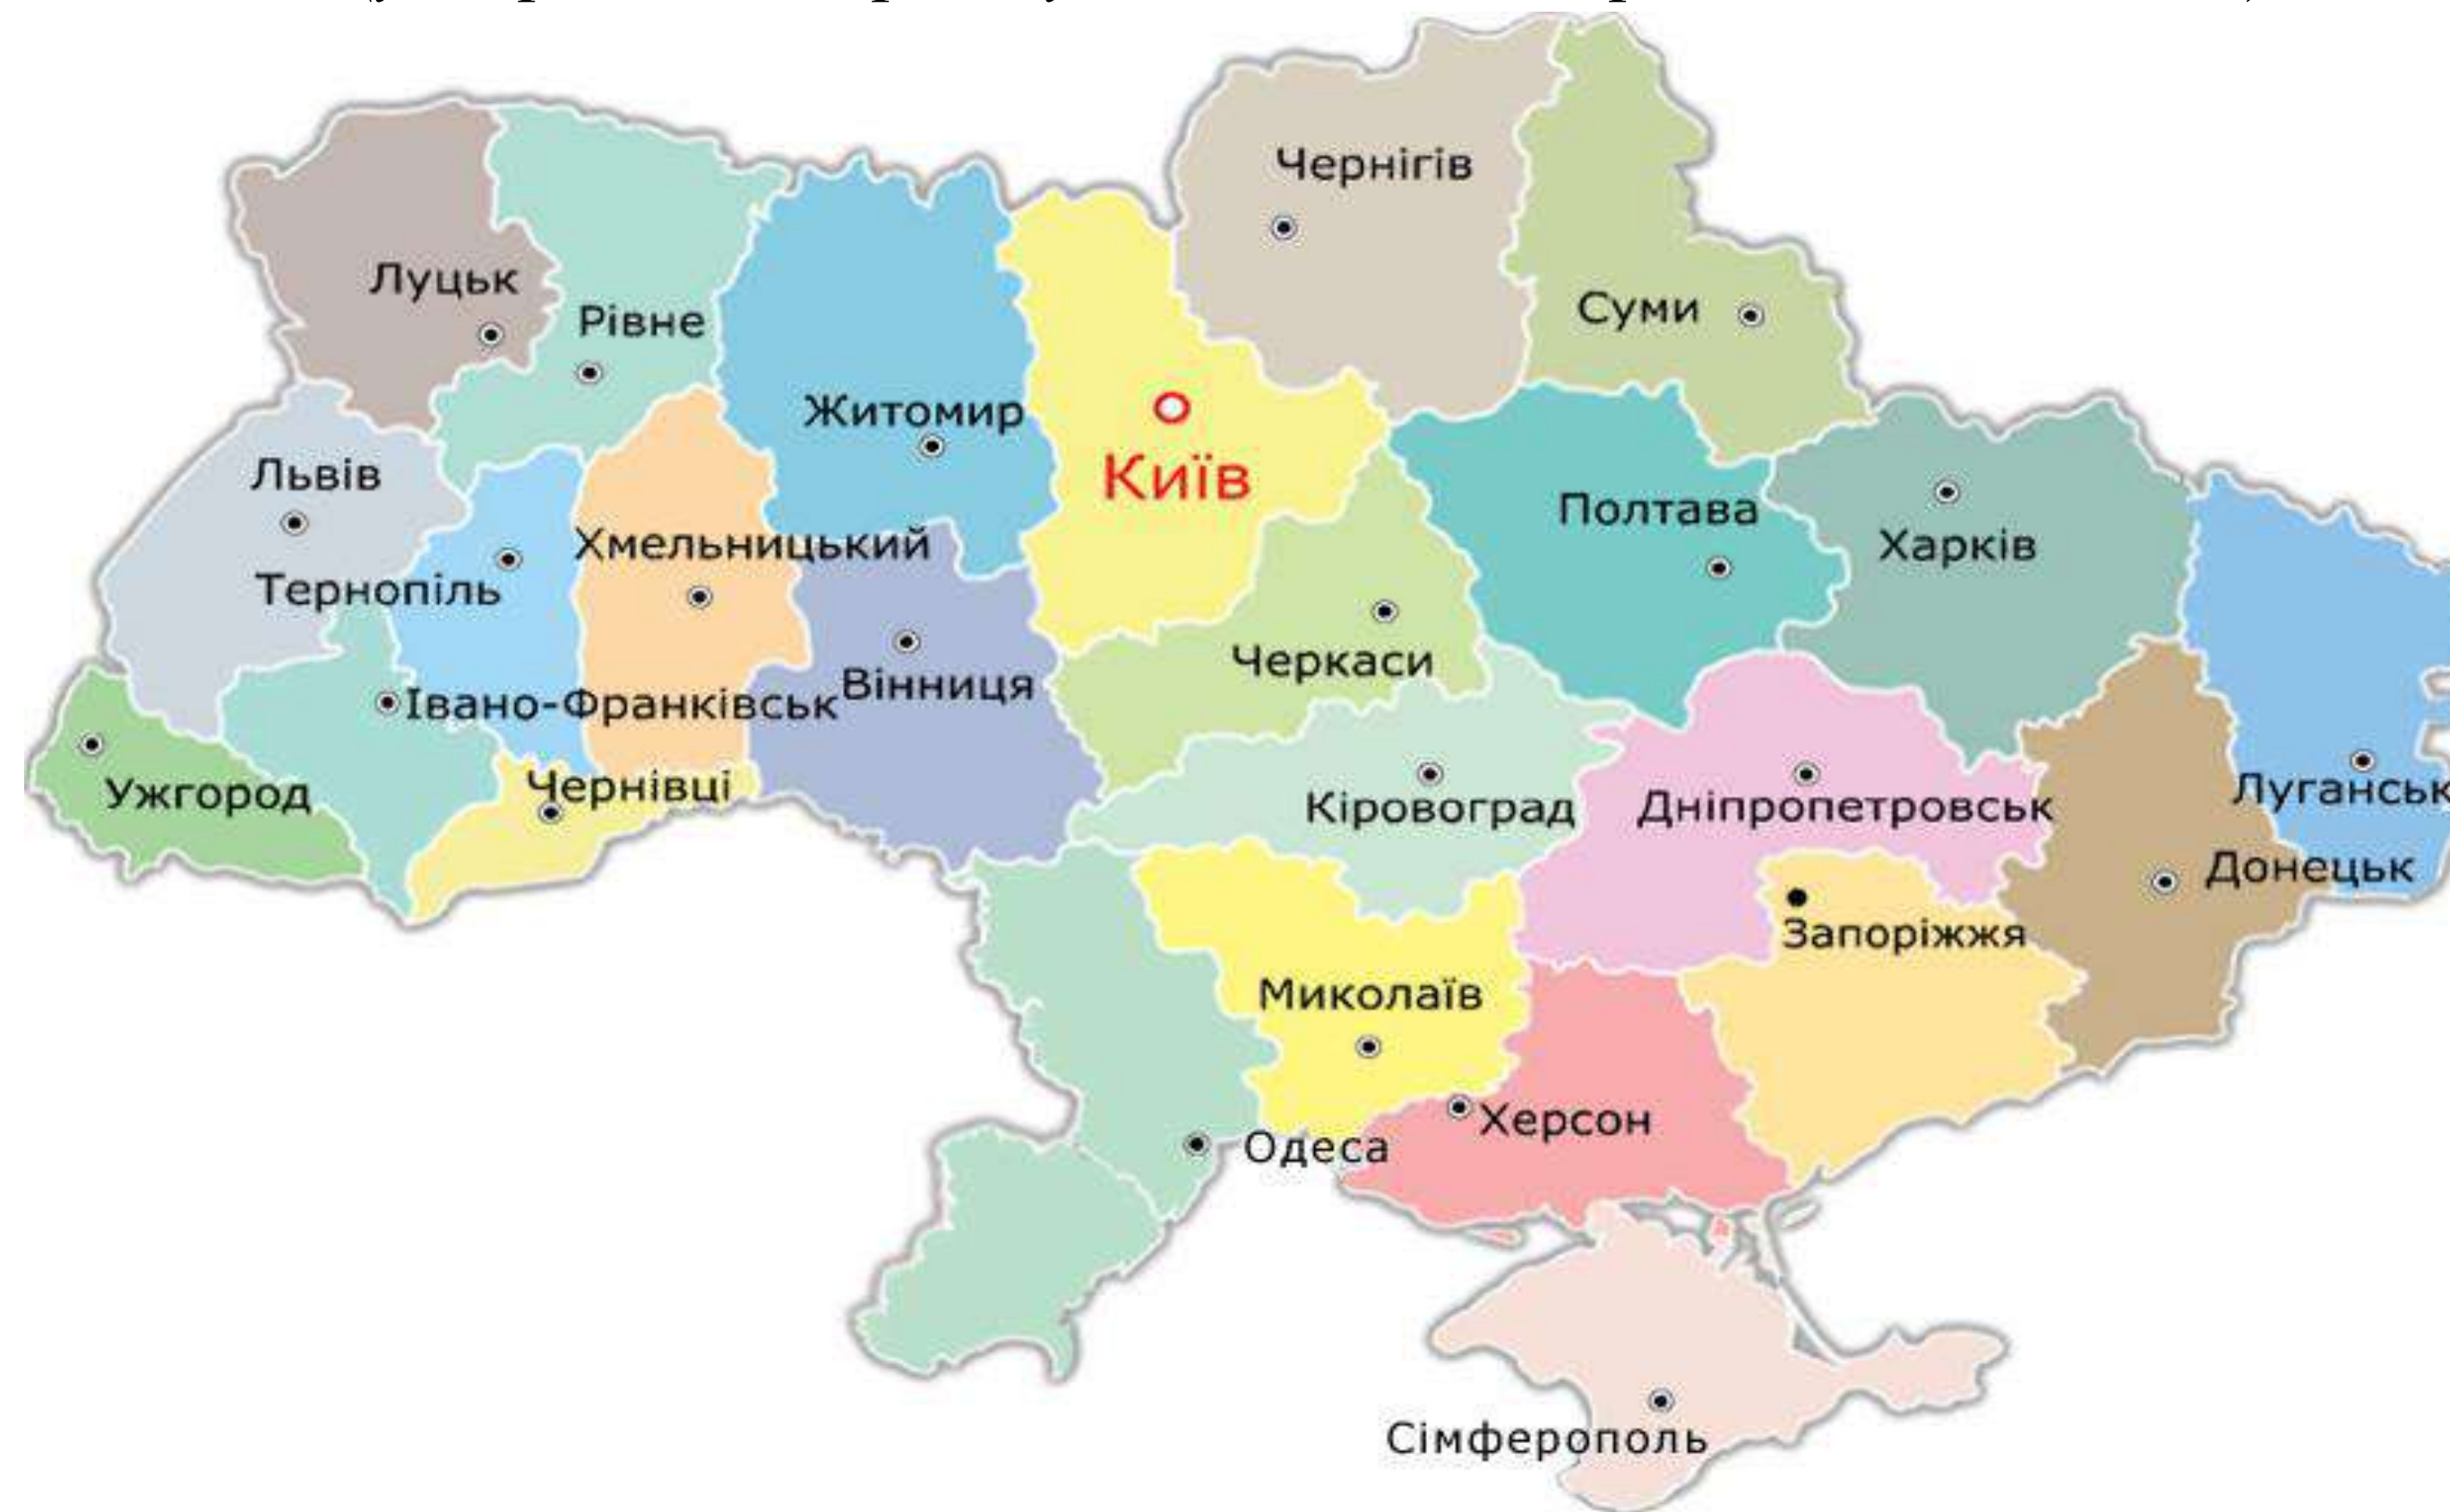 Чернігів
Луцьк
Суми
Рівне
Житомир
Київ
Львів
Полтава
Хмельницький
Харків
Тернопіль
Черкаси
Вінниця
Івано-Франківськ
Чернівці
Ужгород
Луганськ
Кіровоград
Дніпропетровськ
Донецьк
Запоріжжя
Миколаїв
Херсон
Одеса
Сімферополь